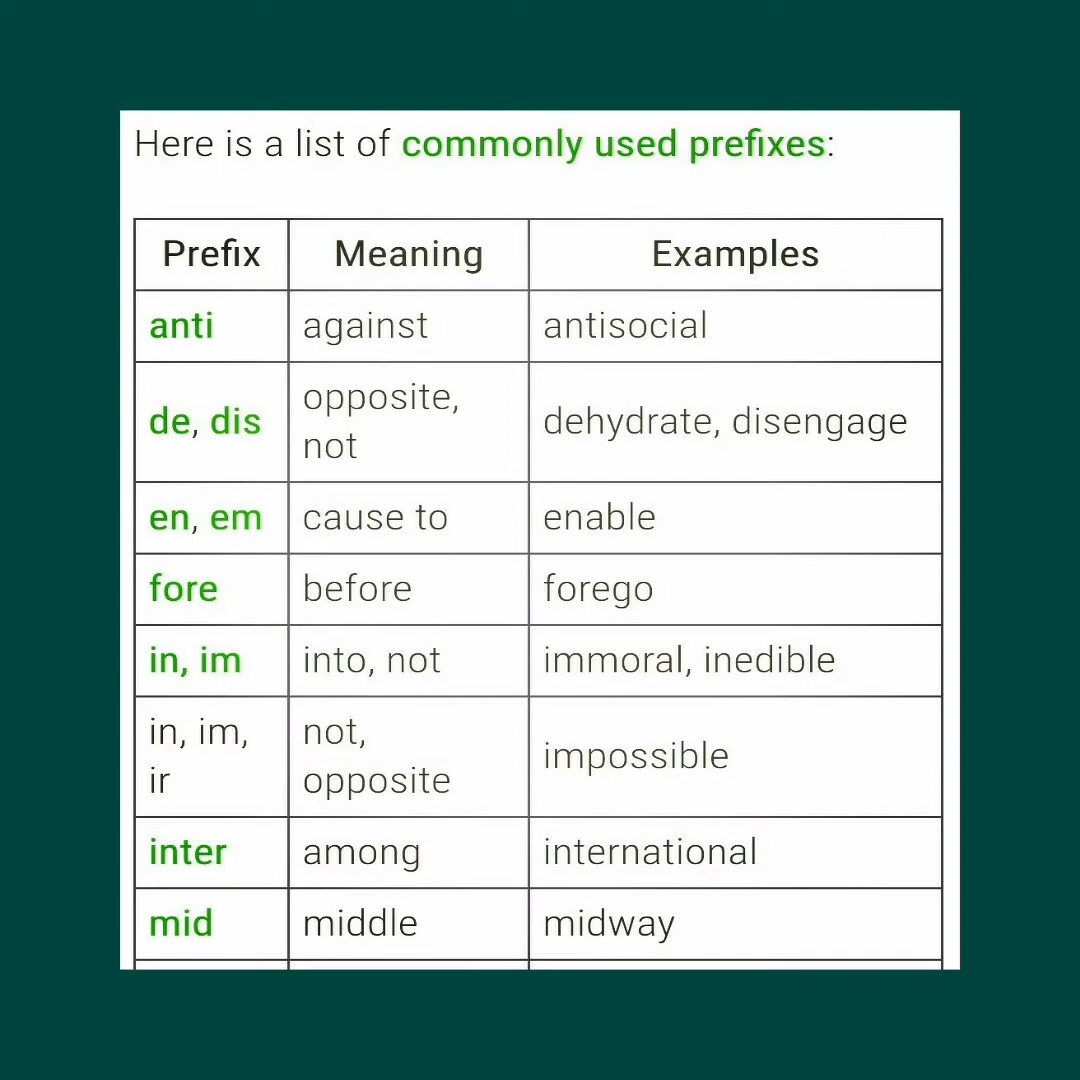 Here is a list of commonly used prefixes:
Prefix Meaning Examples
anti against antisocial
de, dis opposite, not dehydrate, disengage
en, em cause to enable
fore before forego
in, im into, not immoral, inedible
in, im, ir not, opposite impossible
inter among international
mid middle midway